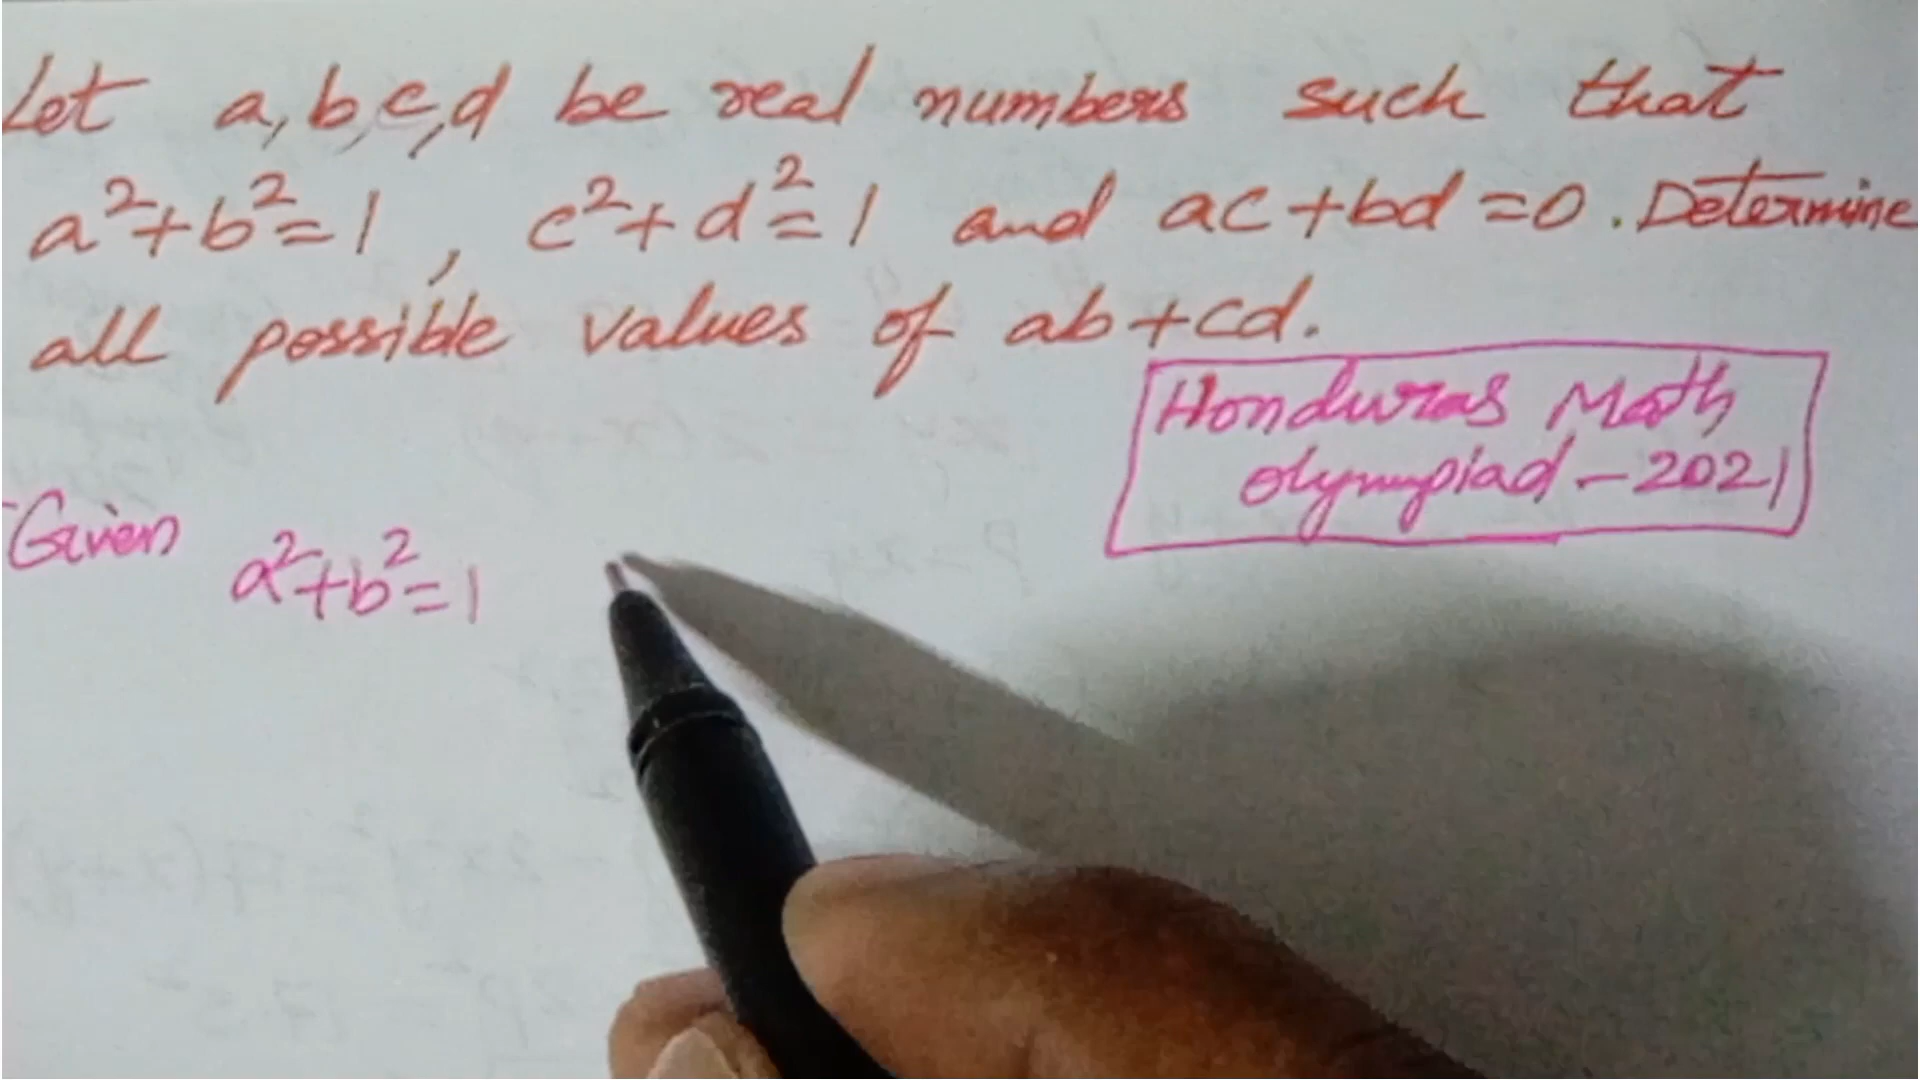 Let a, b, c, d be real numbers such that
a²+b²=1, c²+d²=1 and ac+bd=0. Determine
all possible values of ab+cd.
Honduras Math
Olympiad-2021
Given a²+b²=1